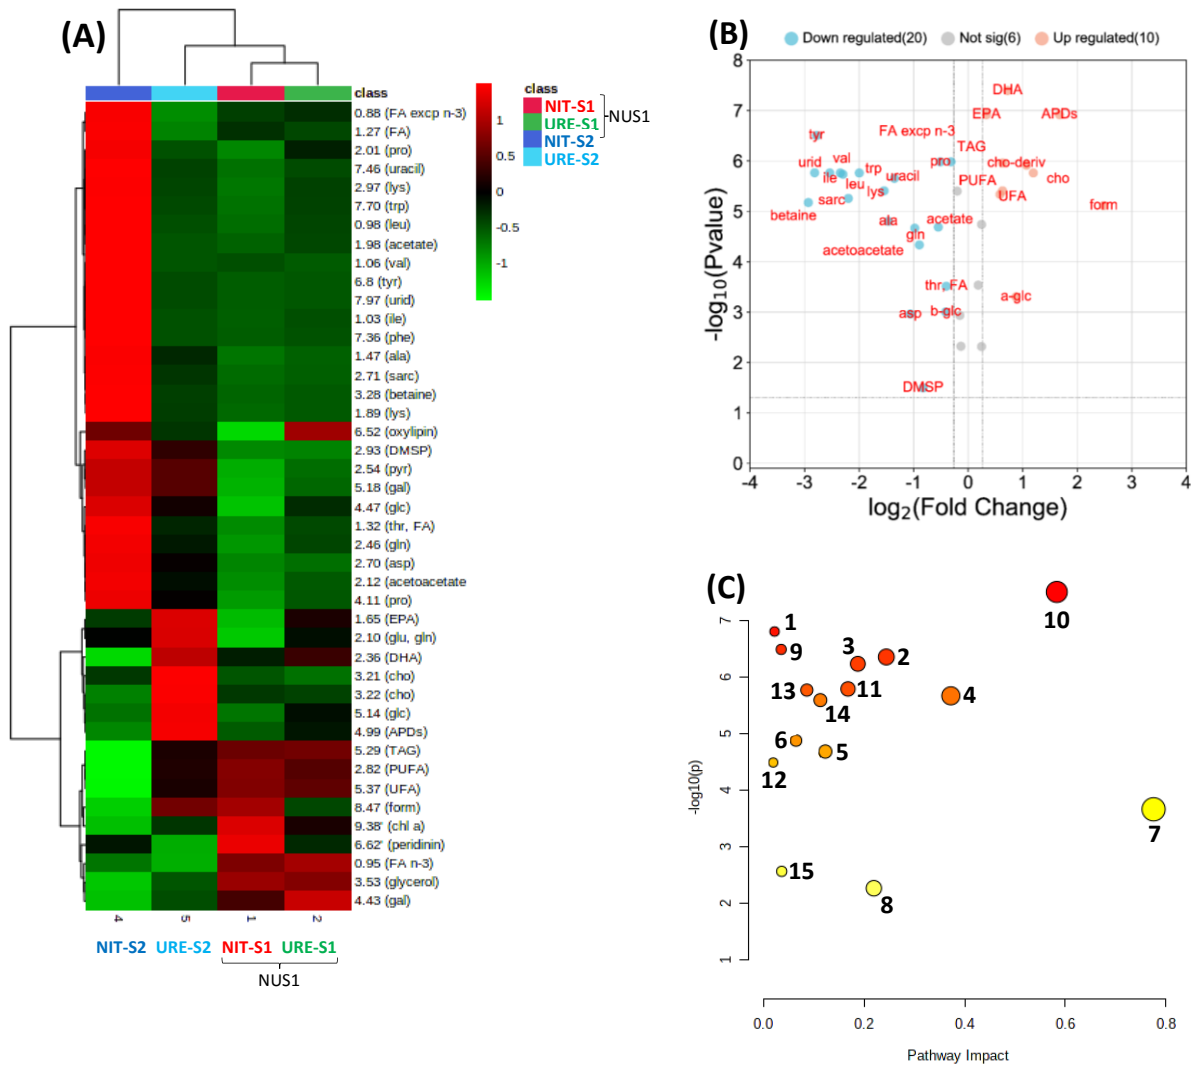 (A)
class
0.88 (FA excp n-3)
1.27 (FA)
2.01 (pro)
7.46 (uracil)
2.97 (lys)
7.70 (trp)
0.98 (leu)
1.98 (acetate)
1.06 (val)
6.8 (tyr)
7.97 (urid)
1.03 (ile)
7.36 (phe)
1.47 (ala)
2.71 (sarc)
3.28 (betaine)
1.89 (lys)
6.52 (oxylipin)
2.93 (DMSP)
2.54 (pyr)
5.18 (gal)
4.47 (glc)
1.32 (thr, FA)
2.46 (gln)
2.70 (asp)
2.12 (acetoacetate
4.11 (pro)
1.65 (EPA)
2.10 (glu, gln)
2.36 (DHA)
3.21 (cho)
3.22 (cho)
5.14 (glc)
4.99 (APDs)
5.29 (TAG)
2.82 (PUFA)
5.37 (UFA)
8.47 (form)
9.38' (chl a)
6.62' (peridinin)
0.95 (FA n-3)
3.53 (glycerol)
4.43 (gal)
4 5 1 2
NIT-S2 URE-S2 NIT-S1 URE-S1
NUS1
1
0.5
0
-0.5
-1
class
NIT-S1
URE-S1
NIT-S2
URE-S2
NUS1
(B)
Down regulated(20) Not sig(6) Up regulated(10)
8
7
6
5
4
3
2
1
0
-log10(Pvalue)
DHA
EPA
APDs
tyr
FA excp n-3
TAG
urid
val
trp
pro
cho-deriv
ile
leu
uracil
PUFA
cho
lys
UFA
sarc
form
betaine
ala
acetate
gln
acetoacetate
thr, FA
a-glc
asp
b-glc
DMSP
-4 -3 -2 -1 0 1 2 3 4
log2(Fold Change)
(C)
10
1
9
3
2
13
11
14
4
6
5
12
7
15
8
7
6
5
4
3
2
1
-log10(p)
0.0 0.2 0.4 0.6 0.8
Pathway Impact